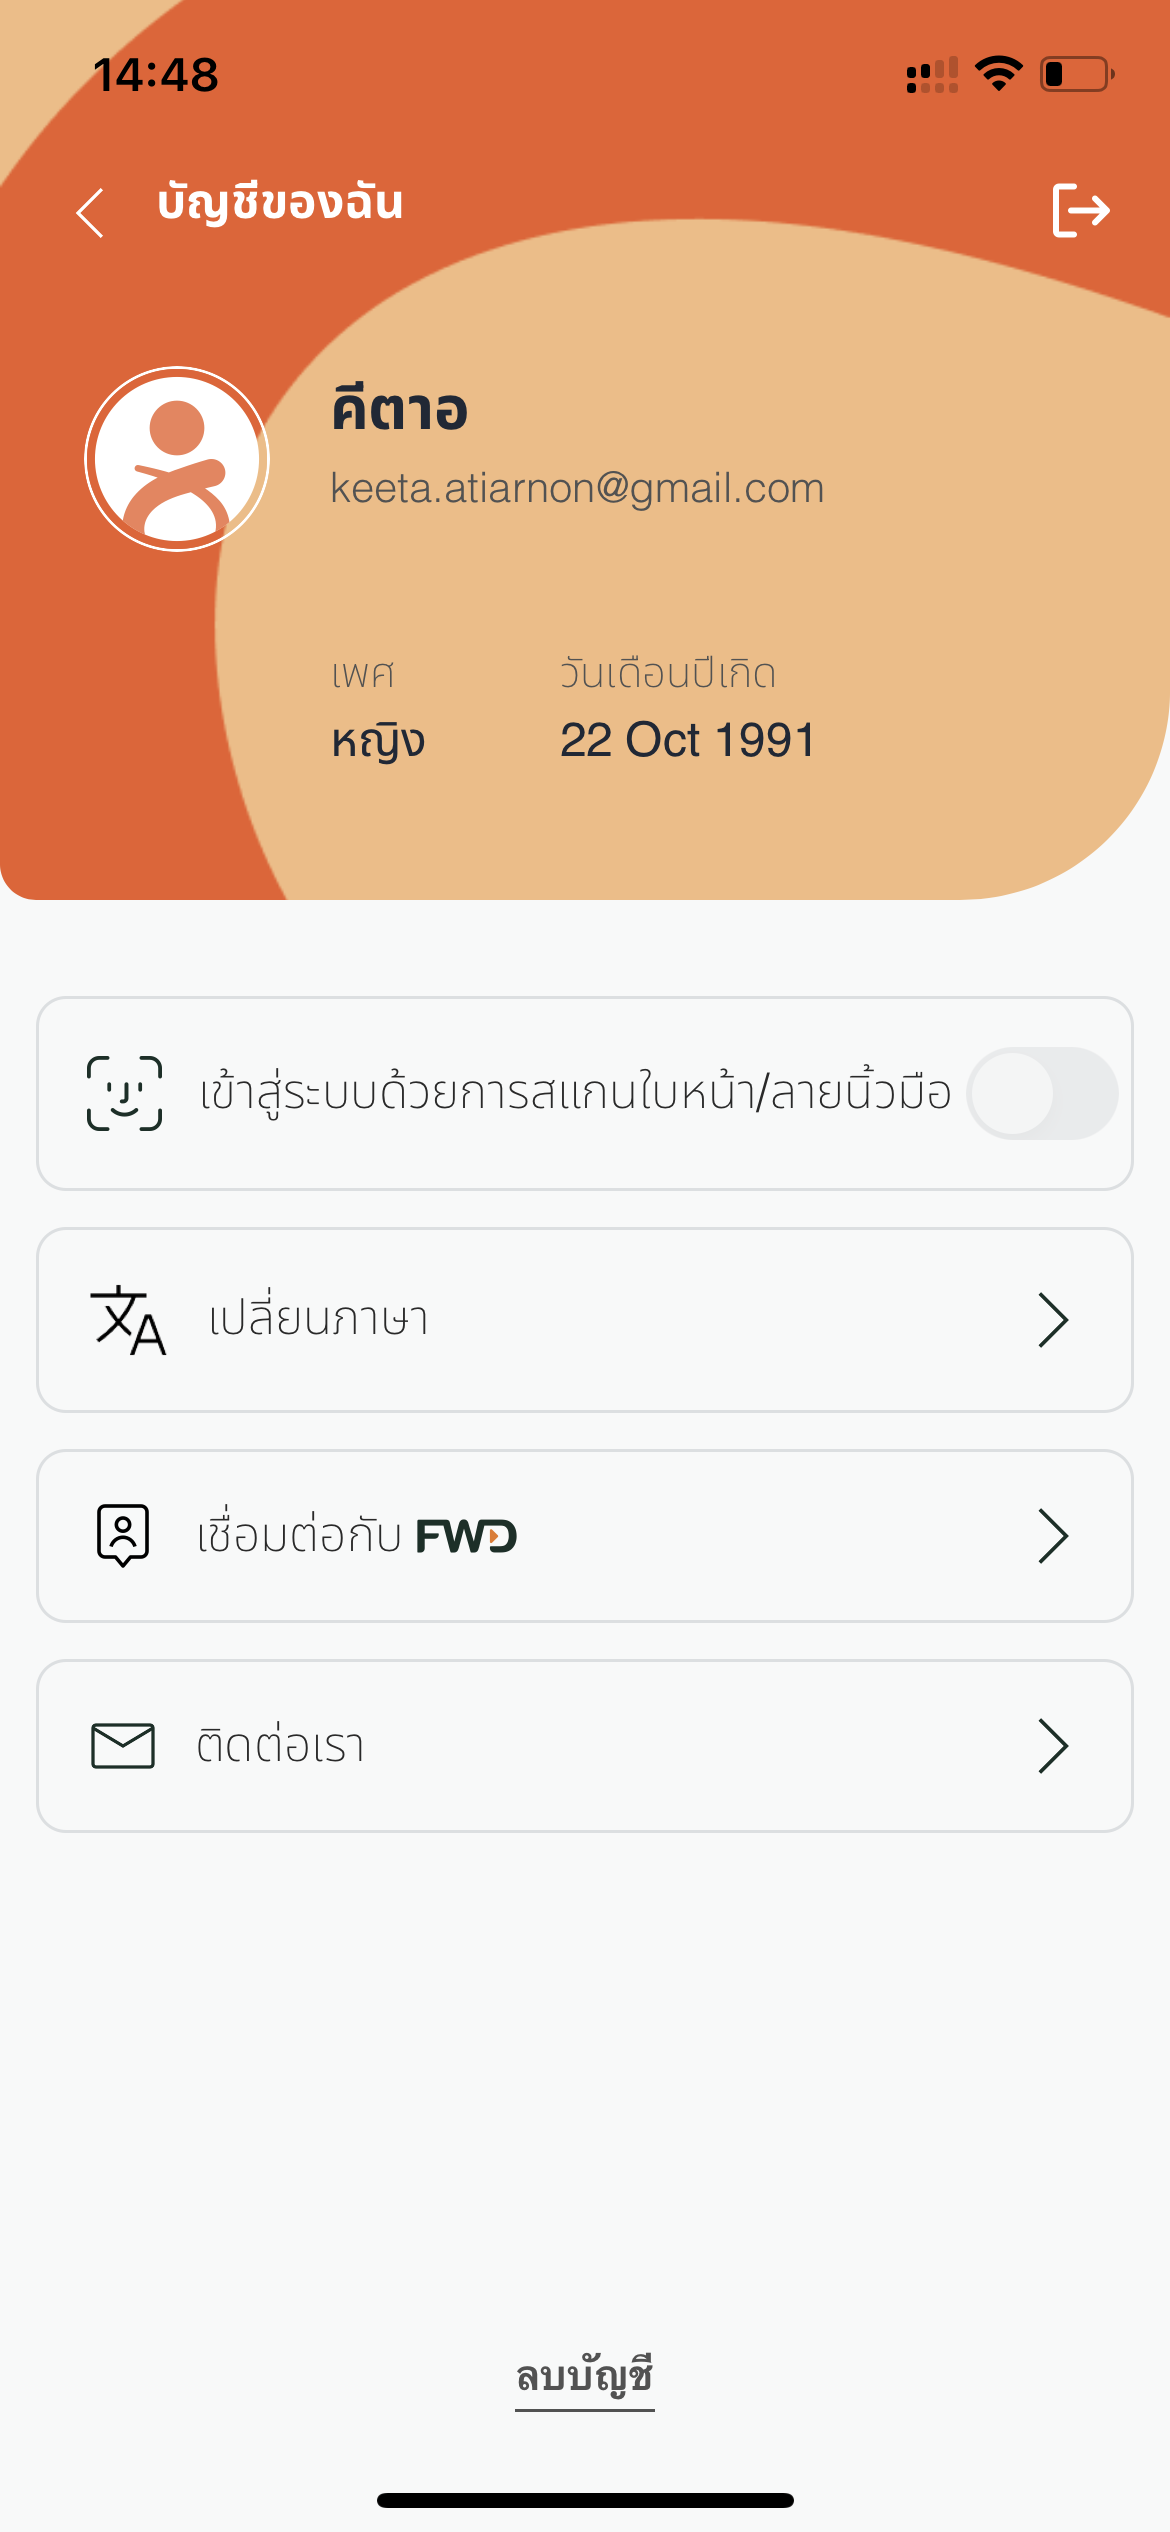 14:48
บัญชีของฉัน
คีตาอ
keeta.atiarnon@gmail.com
เพศ
วันเดือนปีเกิด
หญิง
22 Oct 1991
เข้าสู่ระบบด้วยการสแกนใบหน้า/ลายนิ้วมือ
เปลี่ยนภาษา
เชื่อมต่อกับ FWD
ติดต่อเรา
ลบบัญชี